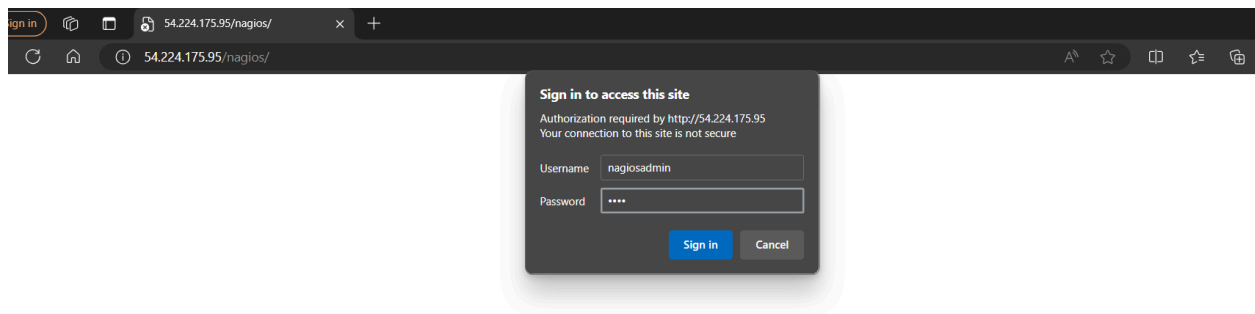 Sign in
54.224.175.95/nagios/
54.224.175.95/nagios/
Sign in to access this site
Authorization required by http://54.224.175.95
Your connection to this site is not secure
Username nagiosadmin
Password ••••
Sign in Cancel